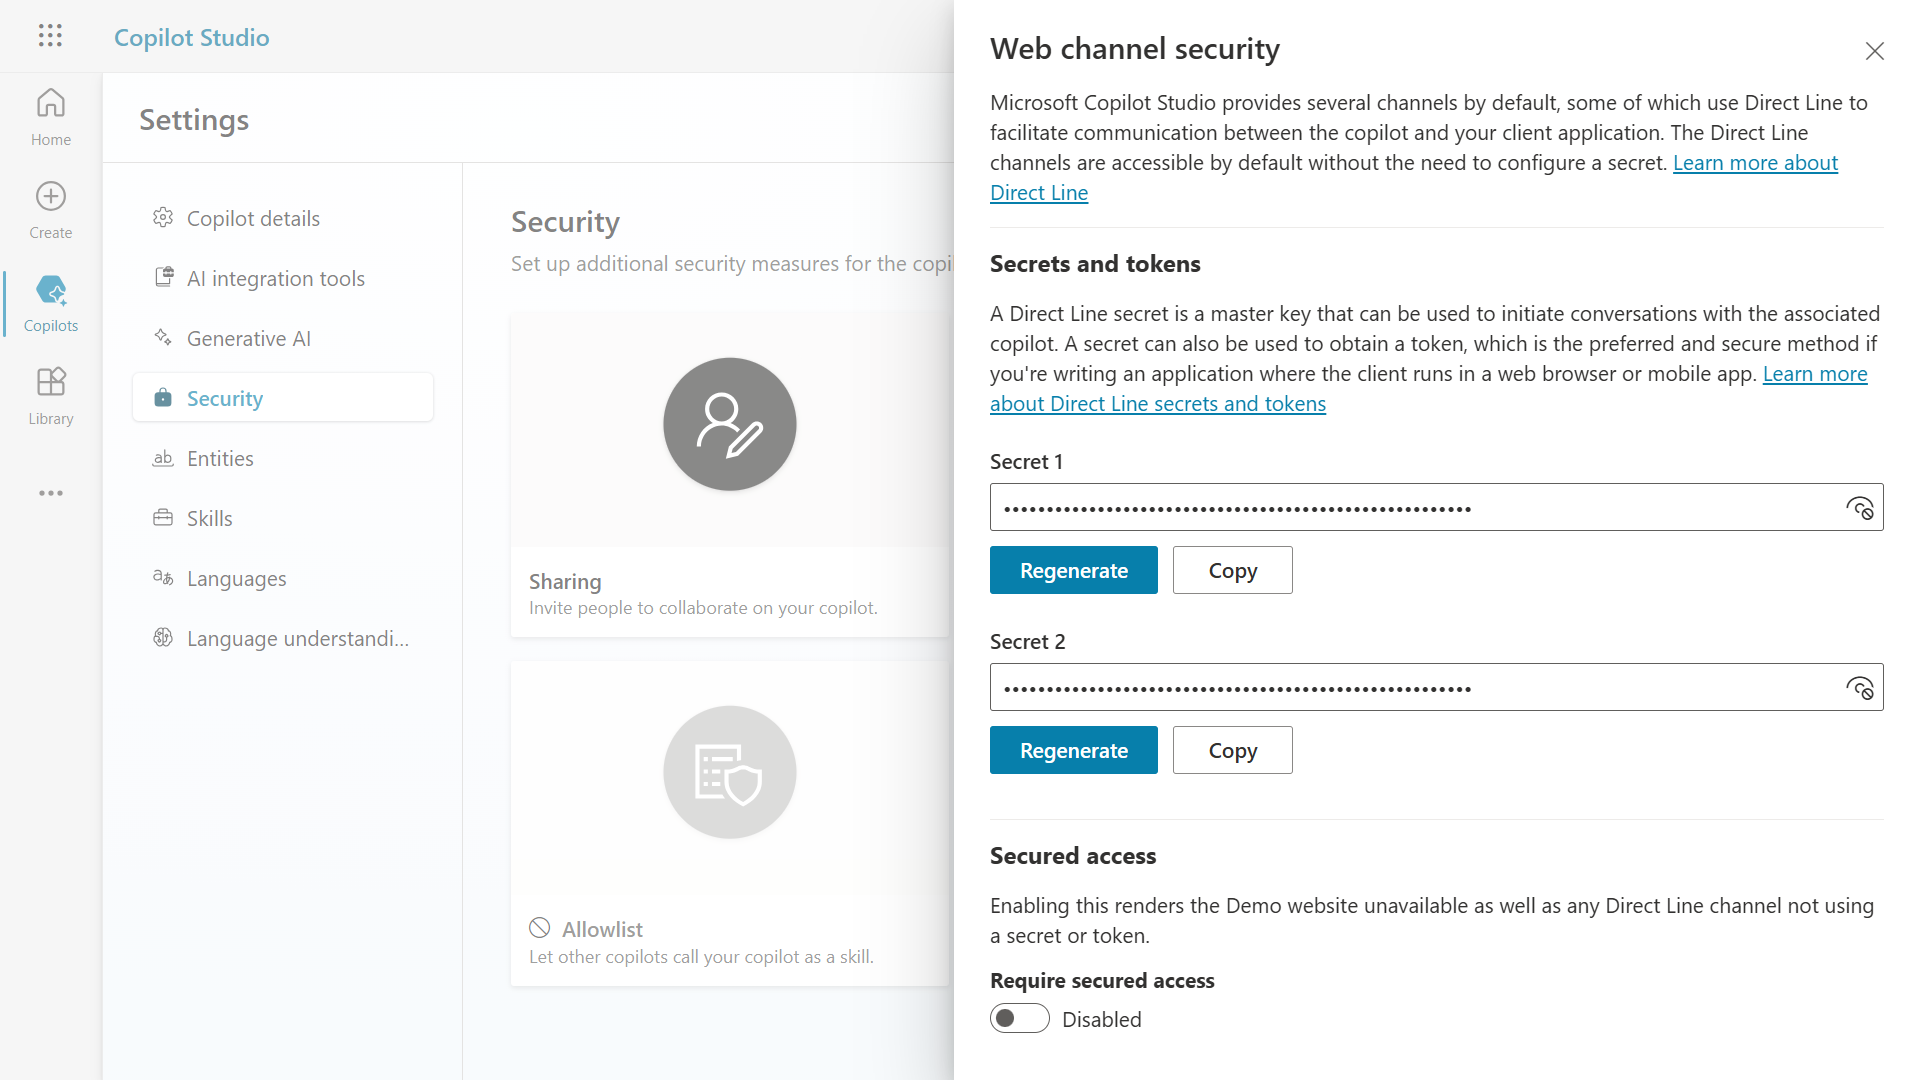 Copilot Studio
Home
Create
Copilots
Library
Settings
Copilot details
AI integration tools
Generative AI
Security
ab Entities
Skills
Languages
Language understandi...
Security
Set up additional security measures for the copi
Sharing
Invite people to collaborate on your copilot.
Allowlist
Let other copilots call your copilot as a skill.
Web channel security
Microsoft Copilot Studio provides several channels by default, some of which use Direct Line to
facilitate communication between the copilot and your client application. The Direct Line
channels are accessible by default without the need to configure a secret. Learn more about
Direct Line
Secrets and tokens
A Direct Line secret is a master key that can be used to initiate conversations with the associated
copilot. A secret can also be used to obtain a token, which is the preferred and secure method if
you're writing an application where the client runs in a web browser or mobile app. Learn more
about Direct Line secrets and tokens
Secret 1
Regenerate Copy
Secret 2
Regenerate Copy
Secured access
Enabling this renders the Demo website unavailable as well as any Direct Line channel not using
a secret or token.
Require secured access
Disabled